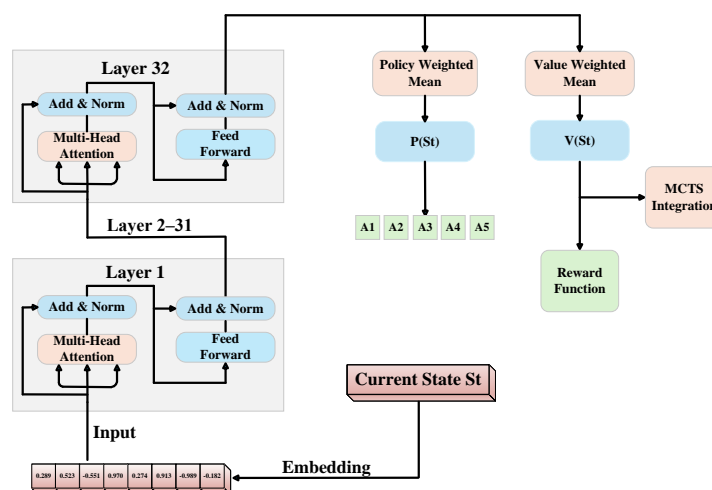 Layer 32
Add & Norm
Add & Norm
Multi-Head
Attention
Feed
Forward
Layer 2–31
Layer 1
Add & Norm
Add & Norm
Multi-Head
Attention
Feed
Forward
Input
0.289 0.523 -0.551 0.970 0.274 0.913 -0.989 -0.182
Embedding
Current State St
Policy Weighted
Mean
P(St)
A1 A2 A3 A4 A5
Value Weighted
Mean
V(St)
MCTS
Integration
Reward
Function